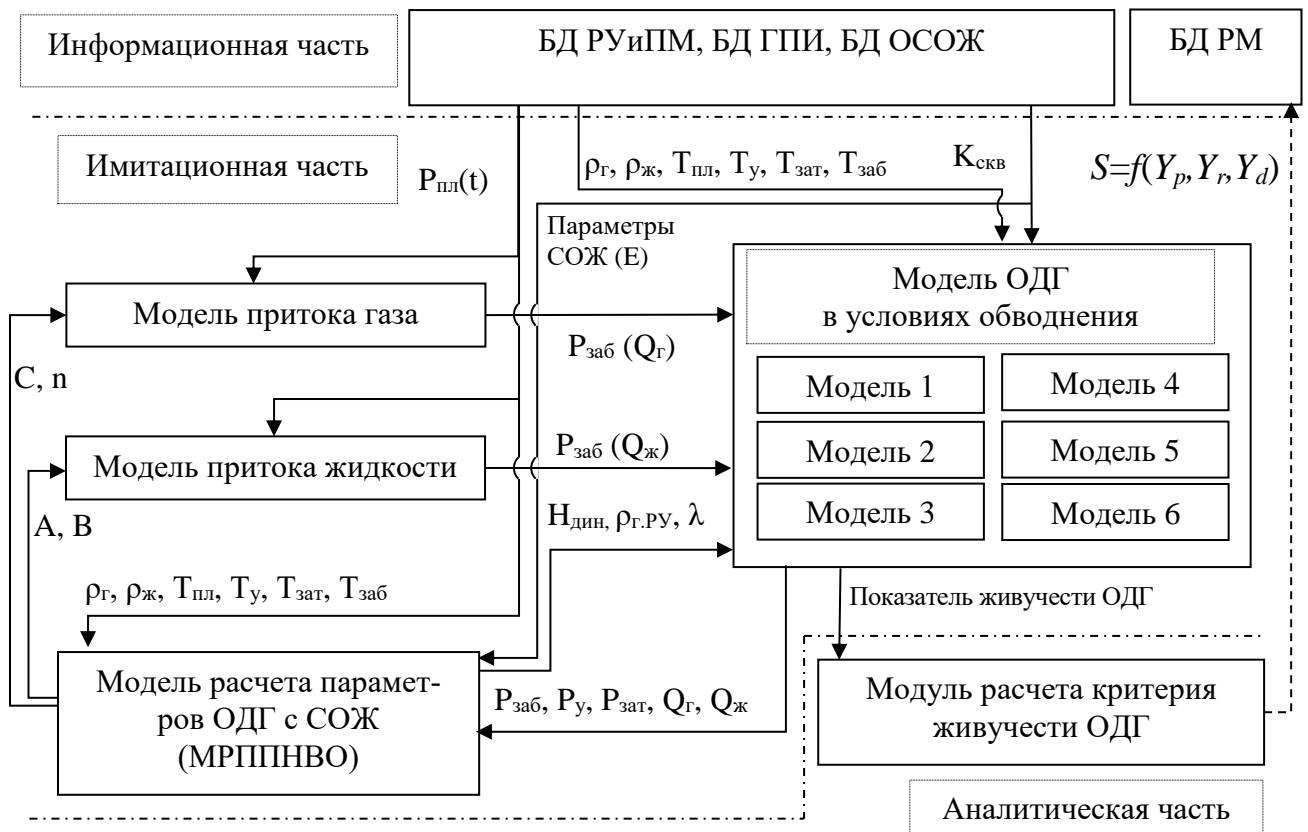 Информационная часть
БД РУиПМ, БД ГПИ, БД ОСОЖ
БД РМ
Имитационная часть
Pпл(t)
ρг, ρж, Tпл, Tу, Tзат, Tзаб
Kскв
S=f(Yp,Yr,Yd)
Параметры
СОЖ (E)
Модель ОДГ
в условиях обводнения
Модель притока газа
Pзаб (Qг)
C, n
Модель 1
Модель 4
Модель притока жидкости
Pзаб (Qж)
Модель 2
Модель 5
Модель 3
Модель 6
A, B
Hдин, ρг.РУ, λ
ρг, ρж, Tпл, Tу, Tзат, Tзаб
Показатель живучести ОДГ
Модель расчета парамет-
ров ОДГ с СОЖ
(МРППНВО)
Pзаб, Pу, Pзат, Qг, Qж
Модуль расчета критерия
живучести ОДГ
Аналитическая часть